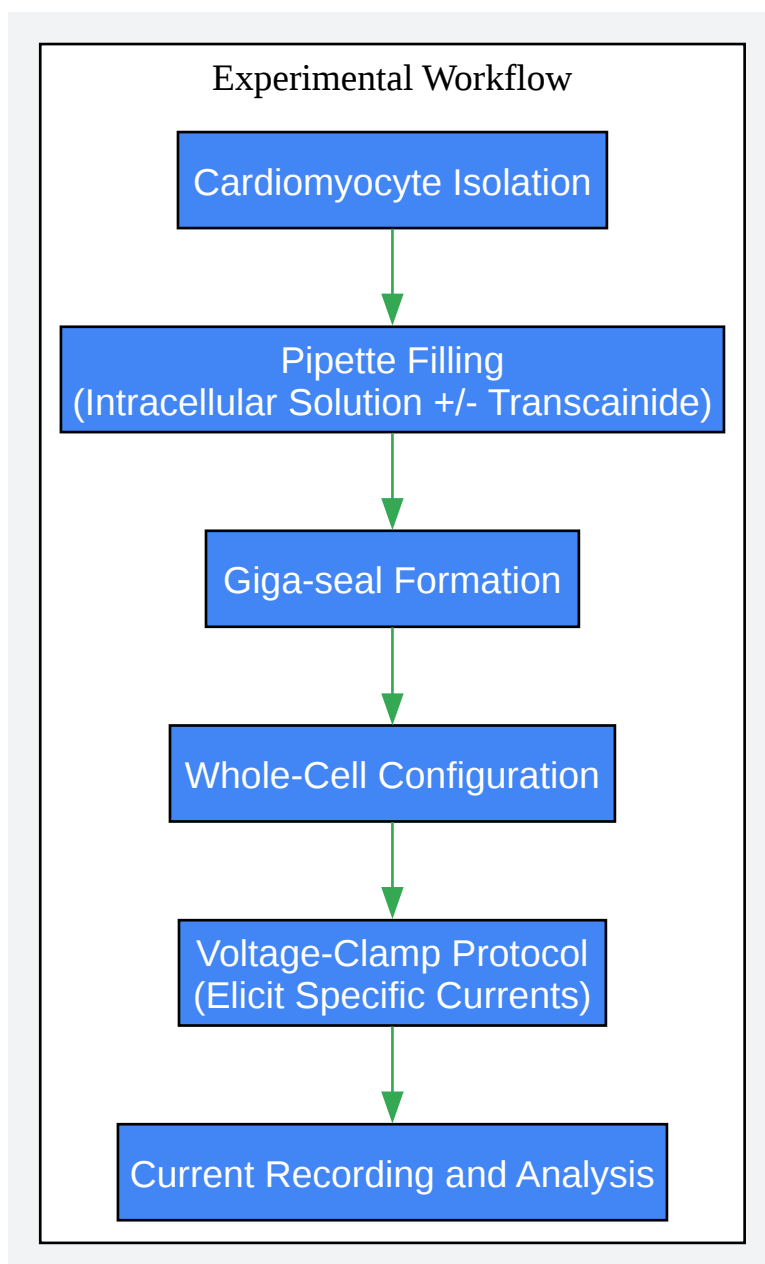 Experimental Workflow
Cardiomyocyte Isolation
Pipette Filling
(Intracellular Solution +/- Transcainide)
Giga-seal Formation
Whole-Cell Configuration
Voltage-Clamp Protocol
(Elicit Specific Currents)
Current Recording and Analysis